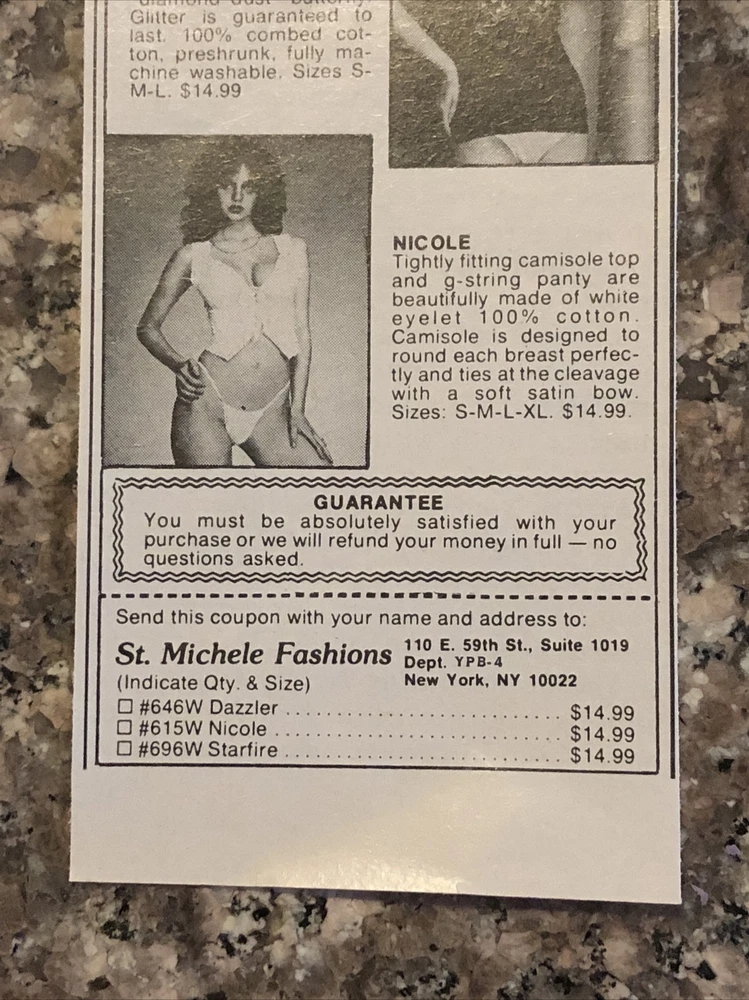 "diamond dust" butterfly.
Glitter is guaranteed to
last. 100% combed cot-
ton, preshrunk, fully ma-
chine washable. Sizes S-
M-L. $14.99
NICOLE
Tightly fitting camisole top
and g-string panty are
beautifully made of white
eyelet 100% cotton.
Camisole is designed to
round each breast perfec-
tly and ties at the cleavage
with a soft satin bow.
Sizes: S-M-L-XL. $14.99.
GUARANTEE
You must be absolutely satisfied with your
purchase or we will refund your money in full — no
questions asked.
Send this coupon with your name and address to:
St. Michele Fashions
110 E. 59th St., Suite 1019
Dept. YPB-4
New York, NY 10022
(Indicate Qty. & Size)
☐ #646W Dazzler ............................ $14.99
☐ #615W Nicole ............................. $14.99
☐ #696W Starfire ............................ $14.99